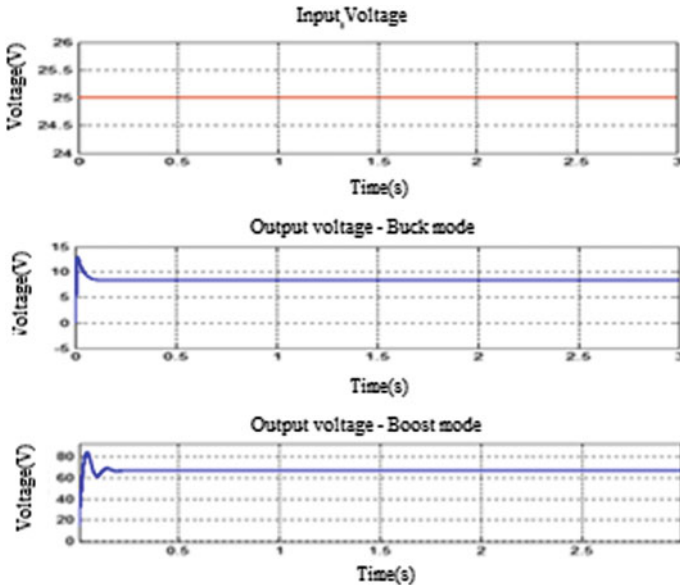 Input Voltage
Voltage(V)
26
25.5
25
24.5
24
0 0.5 1 1.5 2 2.5 3
Time(s)
Output voltage - Buck mode
Voltage(V)
15
10
5
0
-5
0 0.5 1 1.5 2 2.5 3
Time(s)
Output voltage - Boost mode
Voltage(V)
80
60
40
20
0
0.5 1 1.5 2 2.5 3
Time(s)